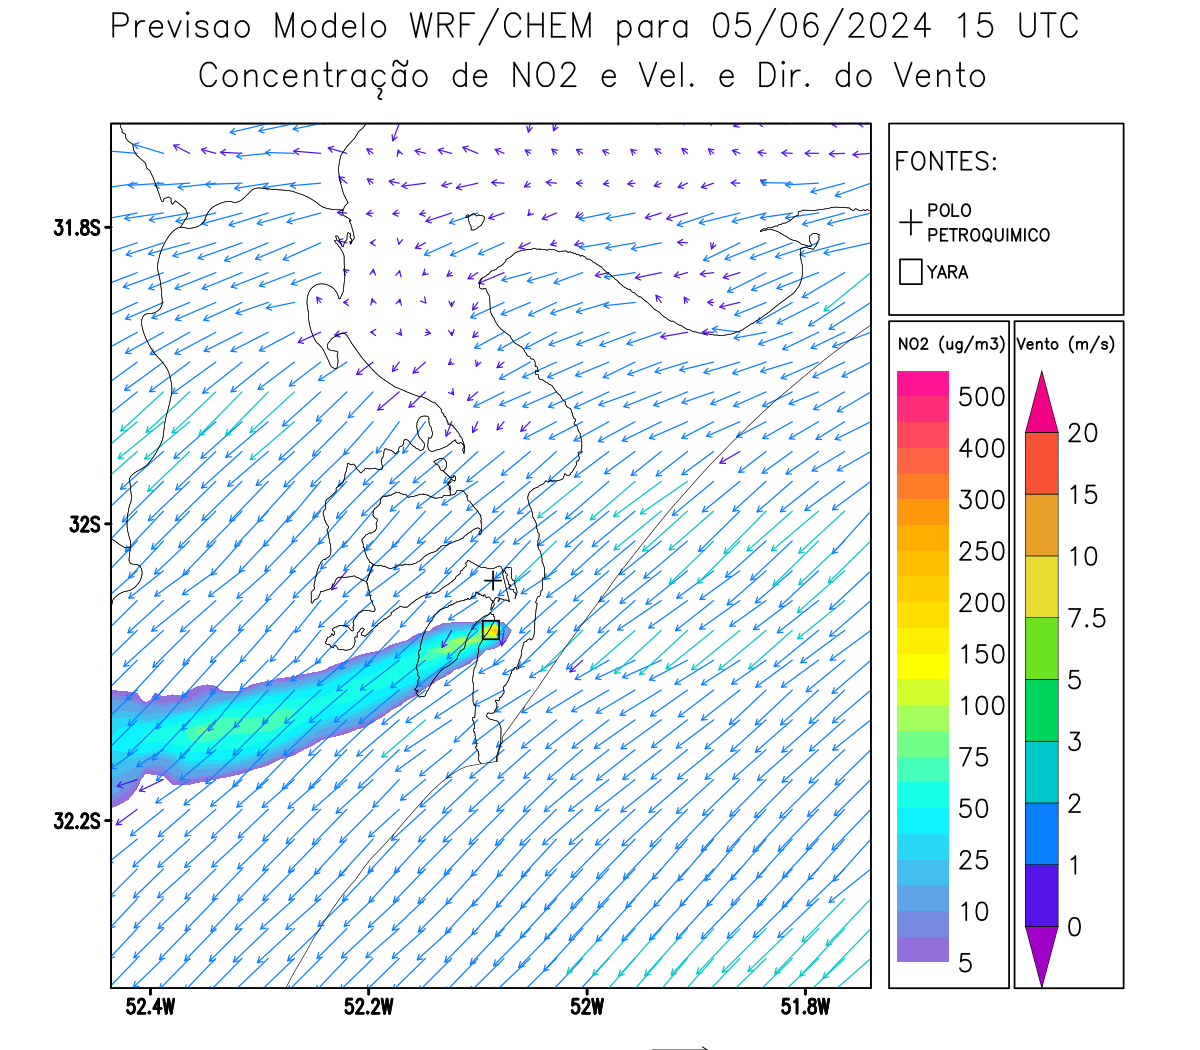 Previsao Modelo WRF/CHEM para 05/06/2024 15 UTC
Concentração de NO2 e Vel. e Dir. do Vento
FONTES:
POLO
PETROQUIMICO
YARA
NO2 (ug/m3)
500
400
300
250
200
150
100
75
50
25
10
5
Vento (m/s)
20
15
10
7.5
5
3
2
1
0
31.8S
32S
32.2S
52.4W
52.2W
52W
51.8W